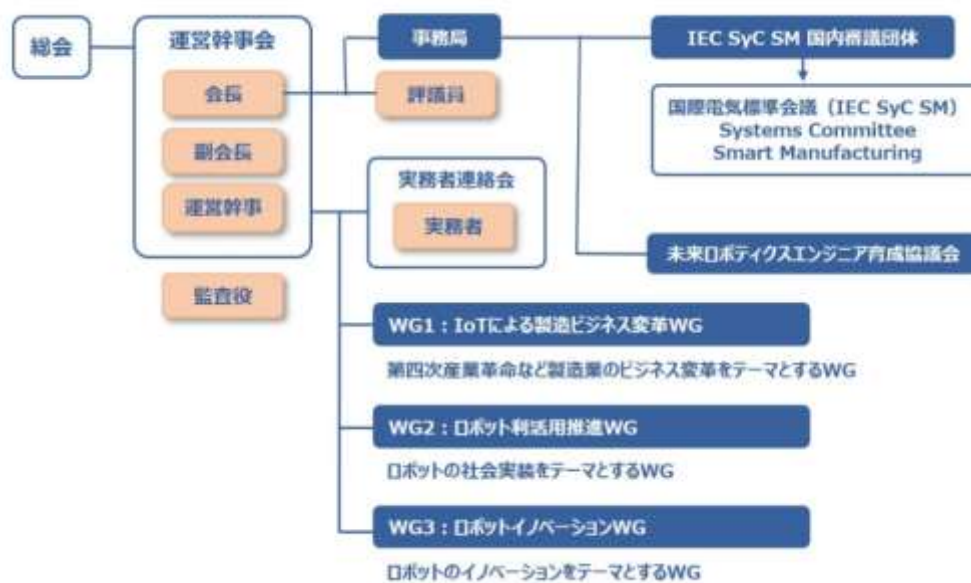 総会
運営幹事会
会長
副会長
運営幹事
監査役
事務局
評議員
実務者連絡会
実務者
IEC SyC SM 国内審議団体
国際電気標準会議（IEC SyC SM）
Systems Committee
Smart Manufacturing
未来ロボティクスエンジニア育成協議会
WG1：IoTによる製造ビジネス変革WG
第四次産業革命など製造業のビジネス変革をテーマとするWG
WG2：ロボット利活用推進WG
ロボットの社会実装をテーマとするWG
WG3：ロボットイノベーションWG
ロボットのイノベーションをテーマとするWG